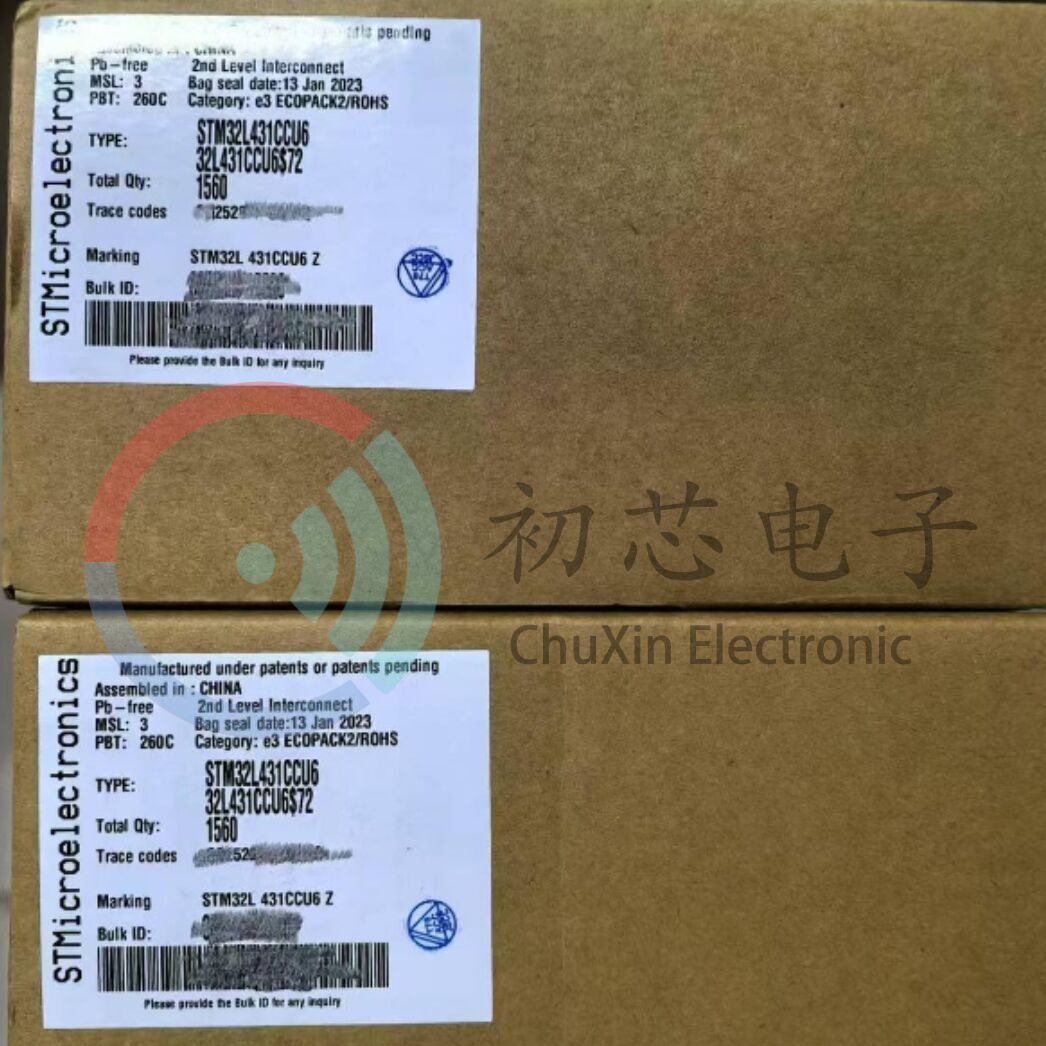 STMicroelectroni
ents pending
CHINA
Pb-free 2nd Level Interconnect
MSL: 3 Bag seal date:13 Jan 2023
PBT: 260C Category: e3 ECOPACK2/ROHS
TYPE: STM32L431CCU6
32L431CCU6$72
Total Qty: 1560
Trace codes
Marking STM32L 431CCU6 Z
Bulk ID:
Please provide the Bulk ID for any inquiry
初芯电子
ChuXin Electronic
STMicroelectronics
Manufactured under patents or patents pending
Assembled in : CHINA
Pb-free 2nd Level Interconnect
MSL: 3 Bag seal date:13 Jan 2023
PBT: 260C Category: e3 ECOPACK2/ROHS
TYPE: STM32L431CCU6
32L431CCU6$72
Total Qty: 1560
Trace codes
Marking STM32L 431CCU6 Z
Bulk ID:
Please provide the Bulk ID for any inquiry